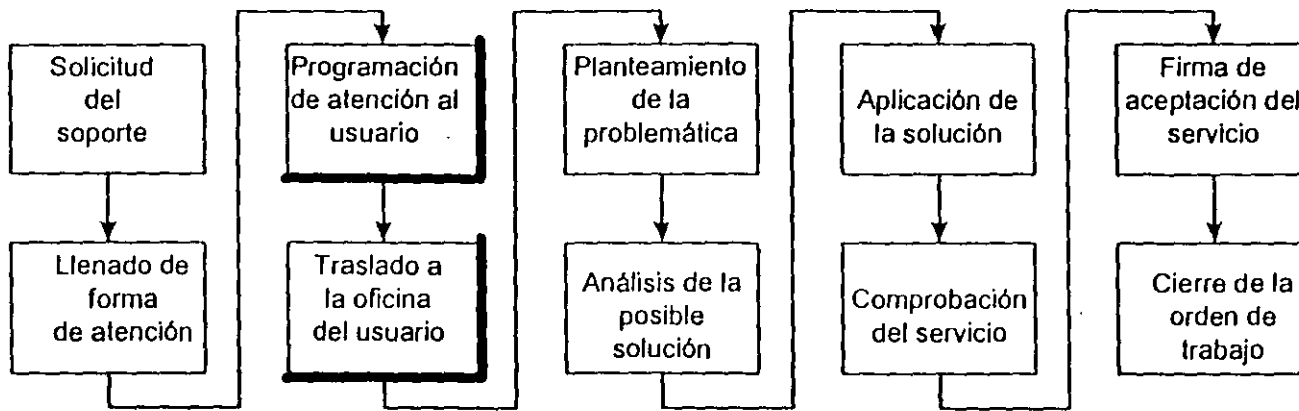 Solicitud
del
soporte
Llenado de
forma
de atención
Programación
de atención al
usuario
Traslado a
la oficina
del usuario
Planteamiento
de la
problemática
Análisis de la
posible
solución
Aplicación de
la solución
Comprobación
del servicio
Firma de
aceptación del
servicio
Cierre de la
orden de
trabajo